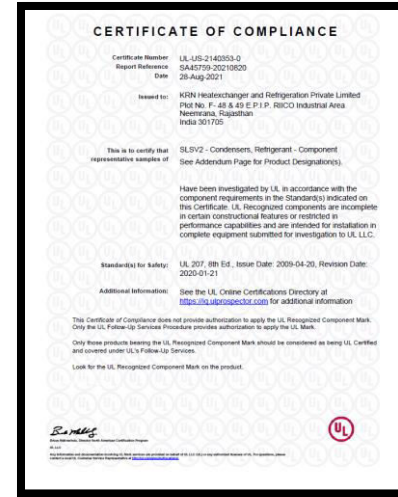 CERTIFICATE OF COMPLIANCE
Certificate Number UL-US-2140353-0
Report Reference SA45759-20210820
Date 28-Aug-2021
Issued to: KRN Heatexchanger and Refrigeration Private Limited
Plot No. F- 48 & 49 E.P.I.P. RIICO Industrial Area
Neemrana, Rajasthan
India 301705
This is to certify that SLSV2 - Condensers, Refrigerant - Component
representative samples of See Addendum Page for Product Designation(s).
Have been investigated by UL in accordance with the
component requirements in the Standard(s) indicated on
this Certificate. UL Recognized components are incomplete
in certain constructional features or restricted in
performance capabilities and are intended for installation in
complete equipment submitted for investigation to UL LLC.
Standard(s) for Safety: UL 207, 8th Ed., Issue Date: 2009-04-20, Revision Date:
2020-01-21
Additional Information: See the UL Online Certifications Directory at
https://iq.ulprospector.com for additional information
This Certificate of Compliance does not provide authorization to apply the UL Recognized Component Mark.
Only the UL Follow-Up Services Procedure provides authorization to apply the UL Mark.
Only those products bearing the UL Recognized Component Mark should be considered as being UL Certified
and covered under UL's Follow-Up Services.
Look for the UL Recognized Component Mark on the product.
UL